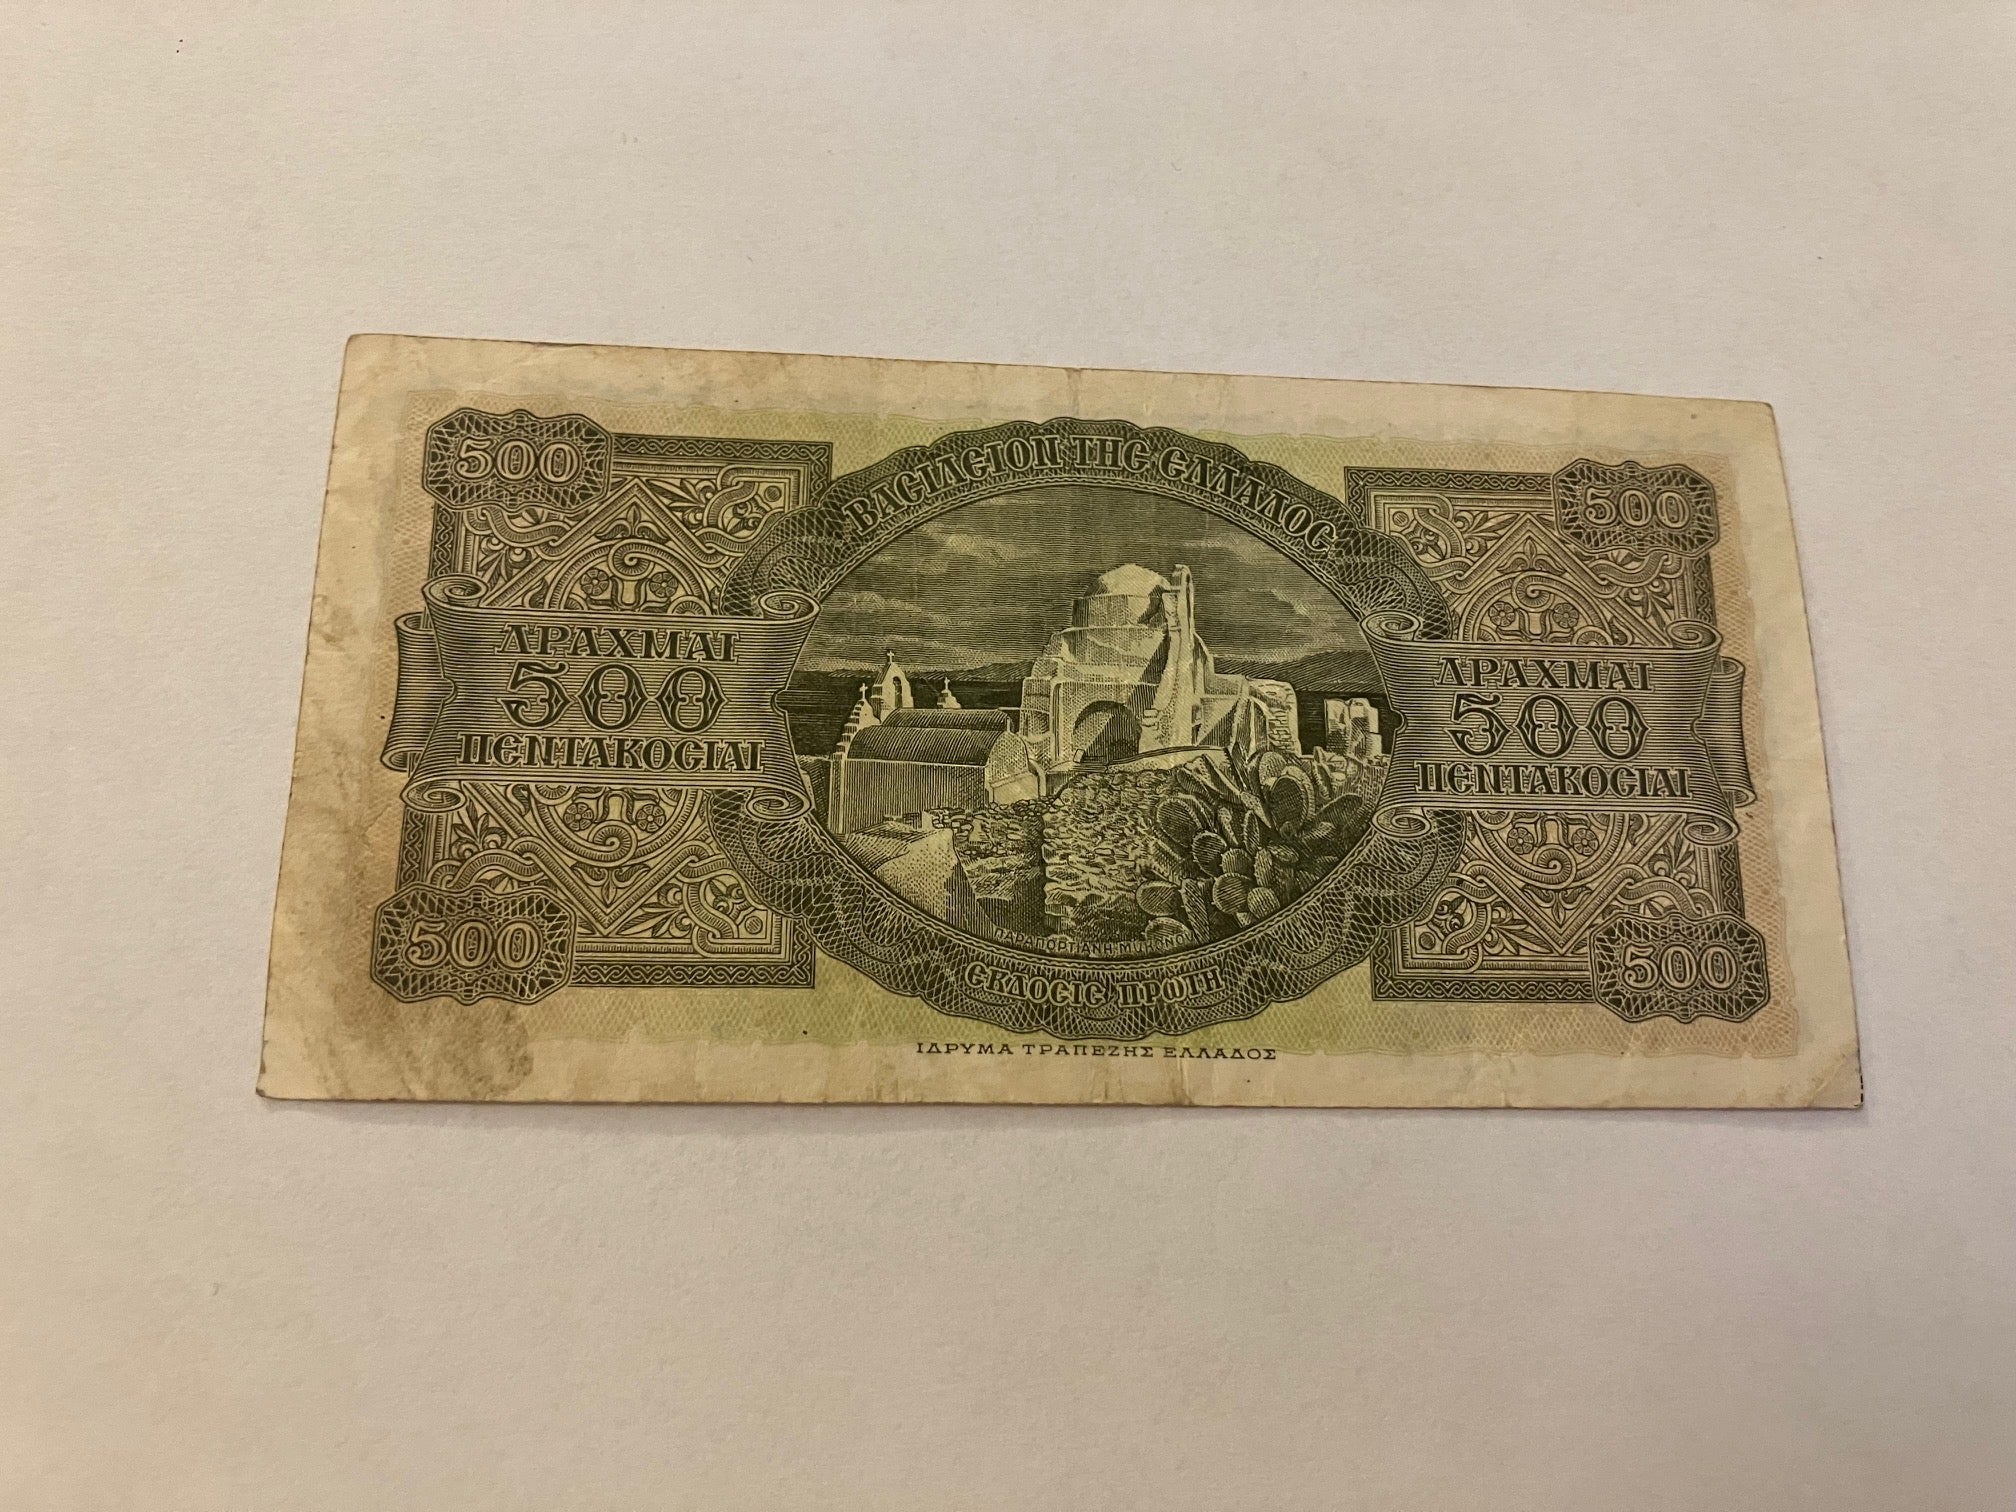 500
500
ΒΑΣΙΛΕΙΟΝ ΤΗΣ ΕΛΛΑΔΟΣ
ΔΡΑΧΜΑΙ
500
ΠΕΝΤΑΚΟΣΙΑΙ
ΔΡΑΧΜΑΙ
500
ΠΕΝΤΑΚΟΣΙΑΙ
ΠΑΡΑΠΟΡΤΙΑΝΗ-ΜΥΚΟΝΟΥ
ΕΚΔΟΣΙΣ ΠΡΩΤΗ
500
500
ΙΔΡΥΜΑ ΤΡΑΠΕΖΗΣ ΕΛΛΑΔΟΣ